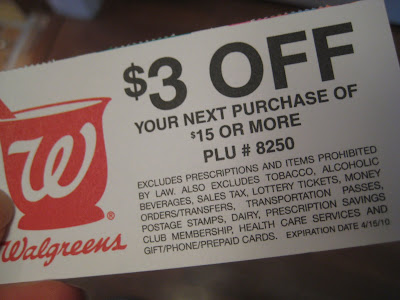 $3 OFF
YOUR NEXT PURCHASE OF
$15 OR MORE
PLU # 8250
EXCLUDES PRESCRIPTIONS AND ITEMS PROHIBITED
BY LAW. ALSO EXCLUDES TOBACCO, ALCOHOLIC
BEVERAGES, SALES TAX, LOTTERY TICKETS, MONEY
ORDERS/TRANSFERS, TRANSPORTATION PASSES,
POSTAGE STAMPS, DAIRY, PRESCRIPTION SAVINGS
CLUB MEMBERSHIP, HEALTH CARE SERVICES AND
GIFT/PHONE/PREPAID CARDS. EXPIRATION DATE 4/15/10
W
®
Walgreens